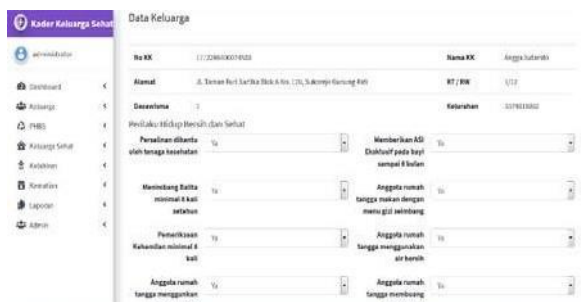 Kader Keluarga Sehat
Data Keluarga
administrator
Dashboard
Keluarga
PHBS
Keluarga Sehat
Kelahiran
Kematian
Laporan
Admin
No KK
Nama KK
Alamat
RT / RW
Dasawisma
1
Kelurahan
Perilaku Hidup Bersih dan Sehat
Persalinan dibantu oleh tenaga kesehatan
Ya
Memberikan ASI Eksklusif pada bayi sampai 6 bulan
Ya
Menimbang Balita minimal 8 kali setahun
Ya
Anggota rumah tangga makan dengan menu gizi seimbang
Ya
Pemeriksaan Kehamilan minimal 4 kali
Ya
Anggota rumah tangga menggunakan air bersih
Ya
Anggota rumah tangga menggunkan
Ya
Anggota rumah tangga membuang
Ya